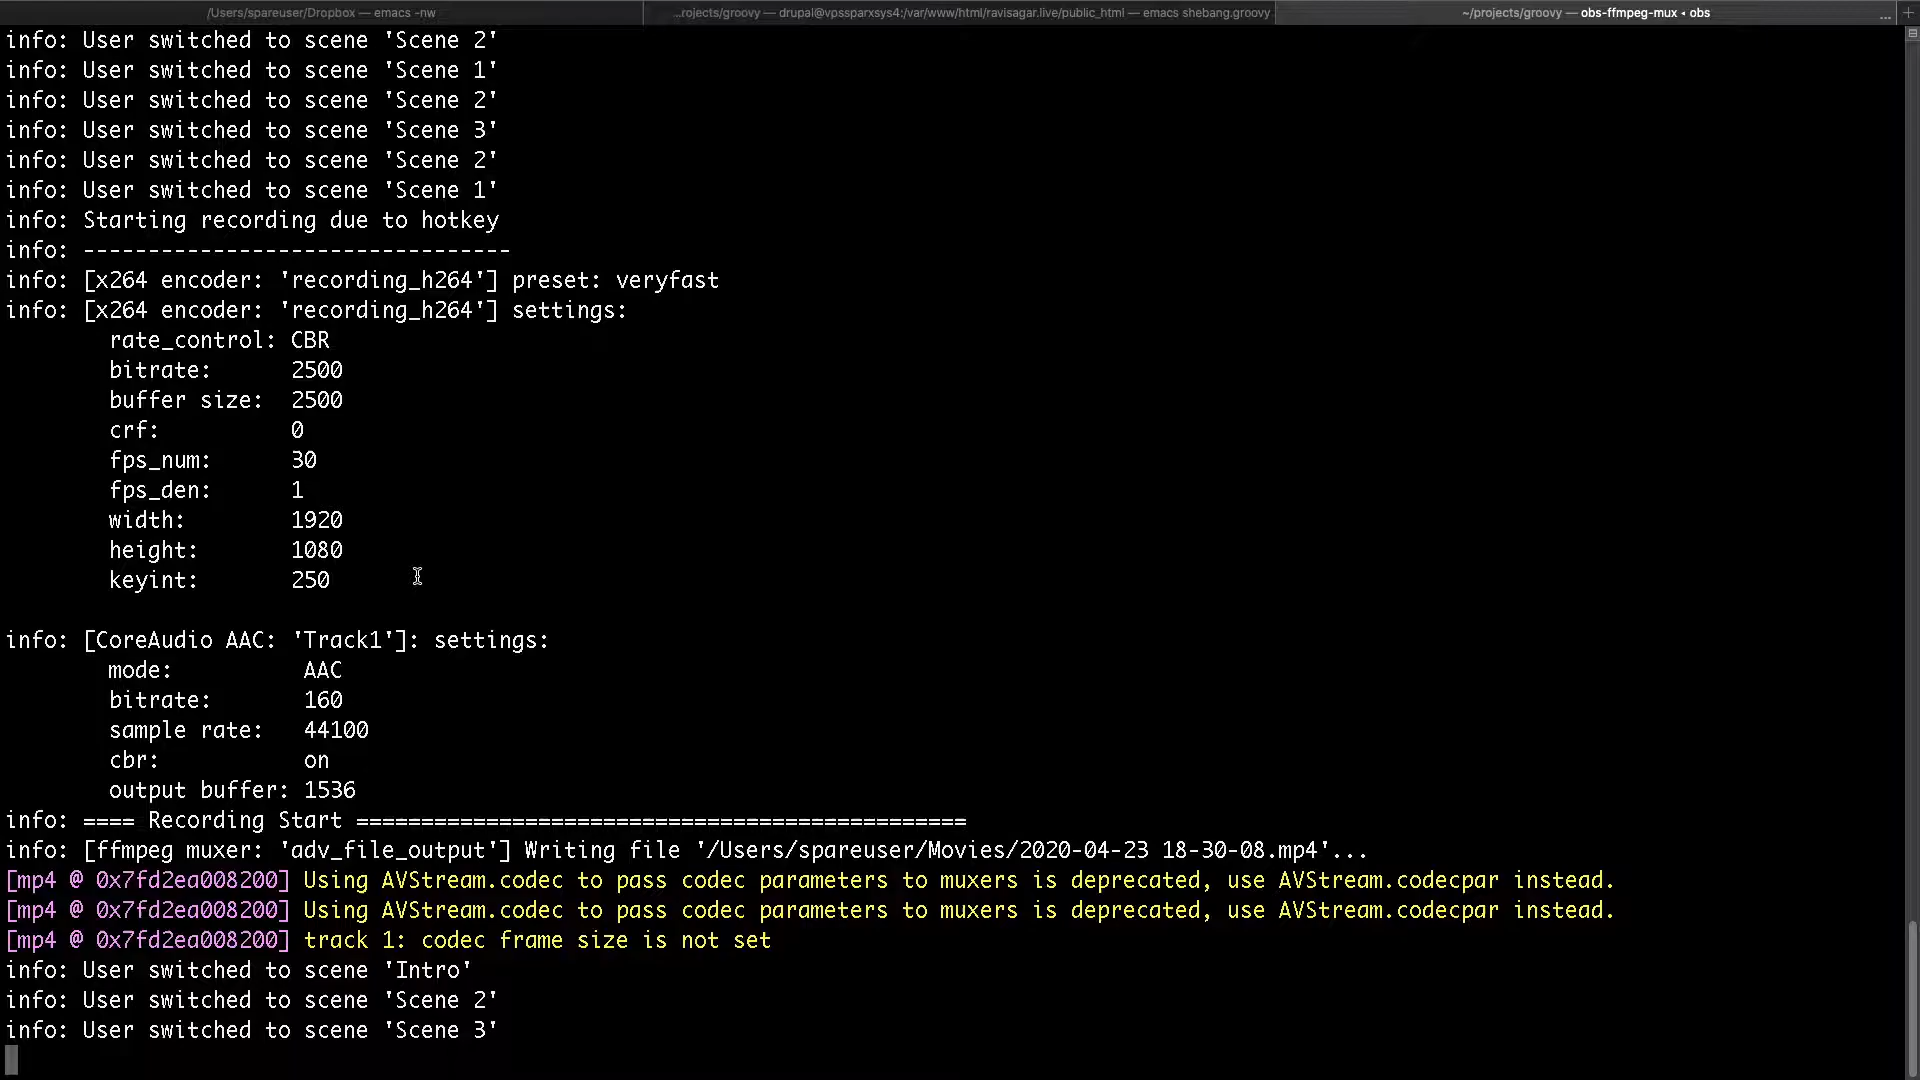 /Users/spareuser/Dropbox — emacs -nw
...rojects/groovy — drupal@vpssparxsys4:/var/www/html/ravisagar.live/public_html — emacs shebang.groovy
~/projects/groovy — obs-ffmpeg-mux ◂ obs ... +
info: User switched to scene 'Scene 2'
info: User switched to scene 'Scene 1'
info: User switched to scene 'Scene 2'
info: User switched to scene 'Scene 3'
info: User switched to scene 'Scene 2'
info: User switched to scene 'Scene 1'
info: Starting recording due to hotkey
info: ---------------------------------
info: [x264 encoder: 'recording_h264'] preset: veryfast
info: [x264 encoder: 'recording_h264'] settings:
rate_control: CBR
bitrate: 2500
buffer size: 2500
crf: 0
fps_num: 30
fps_den: 1
width: 1920
height: 1080
keyint: 250
info: [CoreAudio AAC: 'Track1']: settings:
mode: AAC
bitrate: 160
sample rate: 44100
cbr: on
output buffer: 1536
info: ==== Recording Start ===============================================
info: [ffmpeg muxer: 'adv_file_output'] Writing file '/Users/spareuser/Movies/2020-04-23 18-30-08.mp4'...
[mp4 @ 0x7fd2ea008200] Using AVStream.codec to pass codec parameters to muxers is deprecated, use AVStream.codecpar instead.
[mp4 @ 0x7fd2ea008200] Using AVStream.codec to pass codec parameters to muxers is deprecated, use AVStream.codecpar instead.
[mp4 @ 0x7fd2ea008200] track 1: codec frame size is not set
info: User switched to scene 'Intro'
info: User switched to scene 'Scene 2'
info: User switched to scene 'Scene 3'